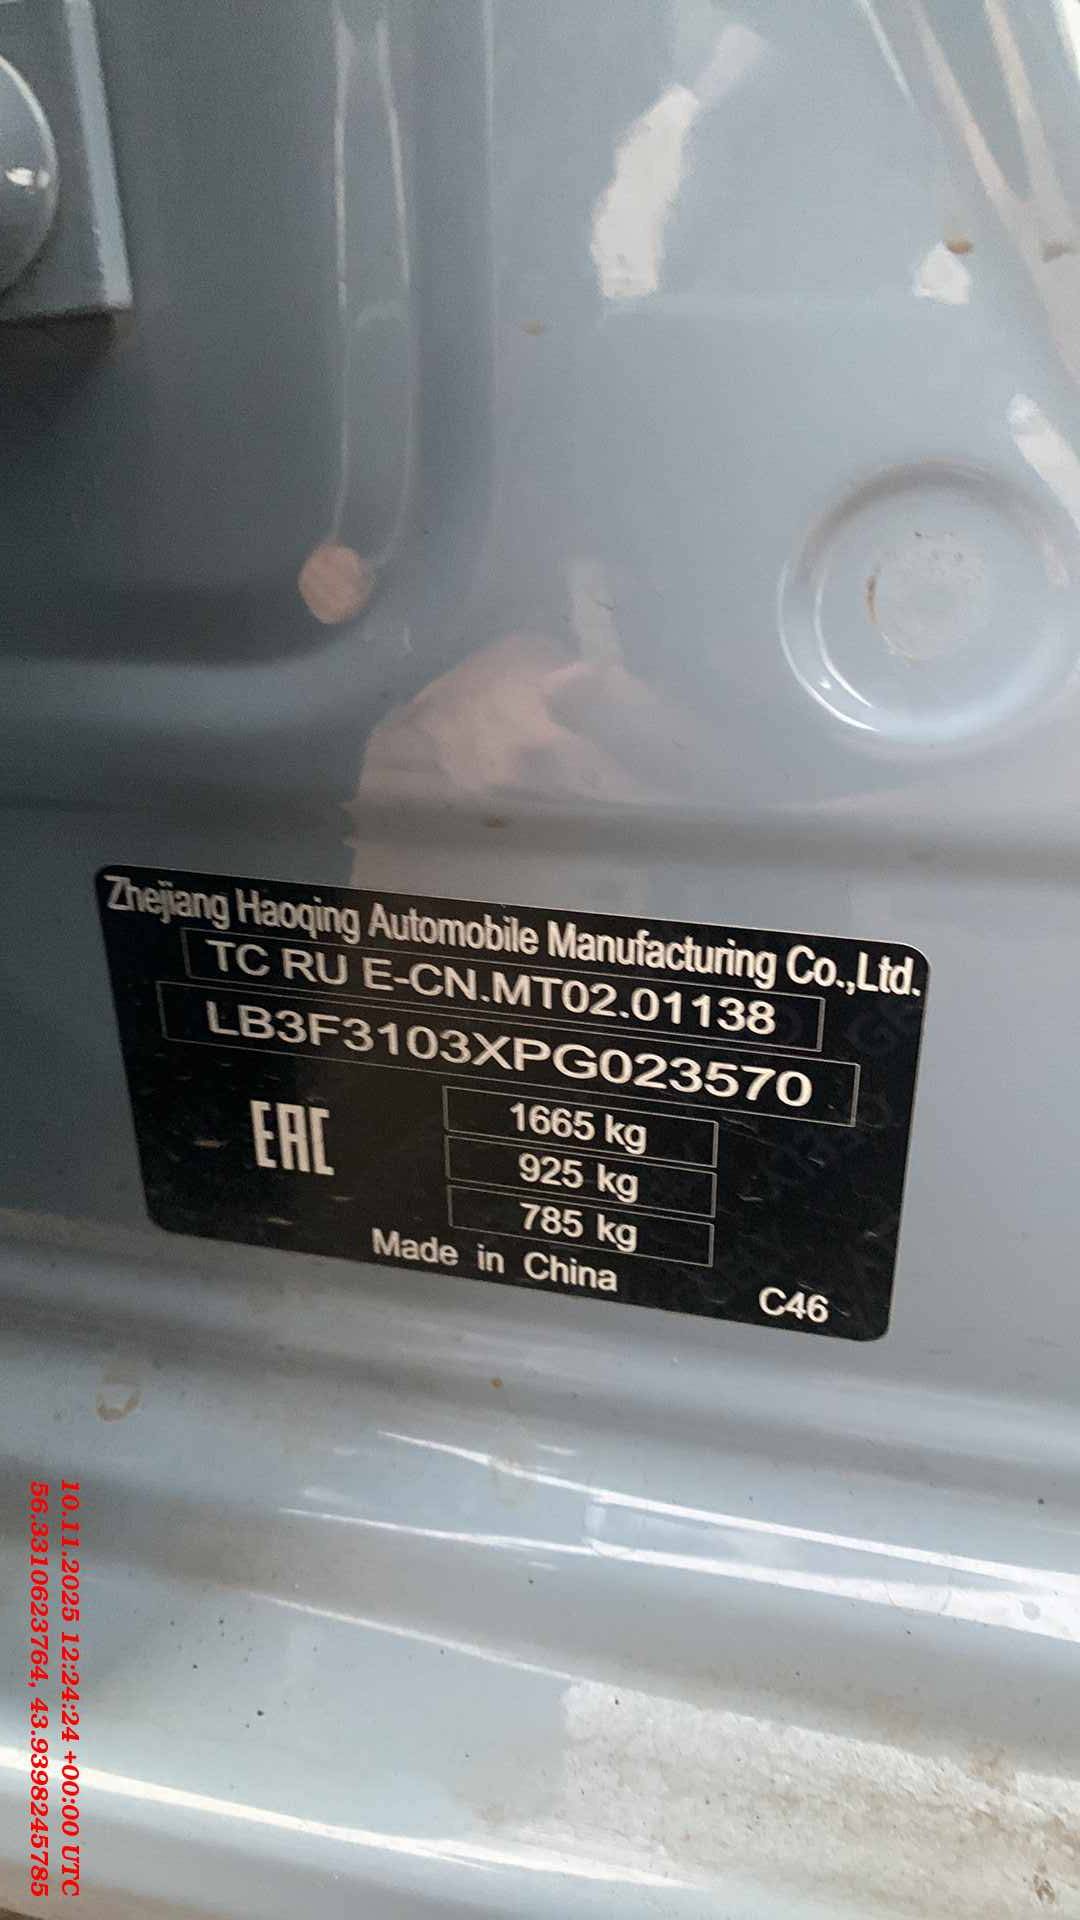 Zhejiang Haoqing Automobile Manufacturing Co.,Ltd.
TC RU E-CN.MT02.01138
LB3F3103XPG023570
EAC
1665 kg
925 kg
785 kg
Made in China
C46
10.11.2025 12:24:24 +00:00 UTC
56.3310623764, 43.9398245785